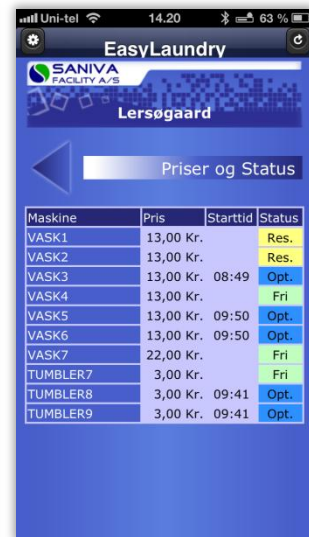 Uni-tel 14.20 63 %
EasyLaundry
SANIVA
FACILITY A/S
Lersøgaard
Priser og Status
Maskine Pris Starttid Status
VASK1 13,00 Kr. Res.
VASK2 13,00 Kr. Res.
VASK3 13,00 Kr. 08:49 Opt.
VASK4 13,00 Kr. Fri
VASK5 13,00 Kr. 09:50 Opt.
VASK6 13,00 Kr. 09:50 Opt.
VASK7 22,00 Kr. Fri
TUMBLER7 3,00 Kr. Fri
TUMBLER8 3,00 Kr. 09:41 Opt.
TUMBLER9 3,00 Kr. 09:41 Opt.